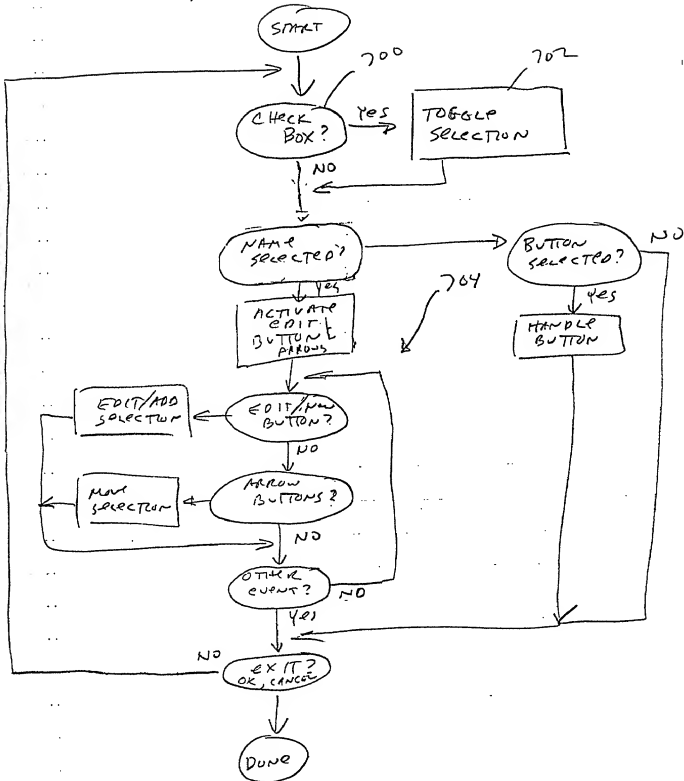 START
700
702
CHECK
BOX?
Yes
TOGGLE
SELECTION
NO
NAME
SELECTED?
BUTTON
SELECTED?
NO
Yes
704
Yes
ACTIVATE
EDIT
BUTTON &
ARROWS
HANDLE
BUTTON
EDIT/ADD
SELECTION
EDIT/NEW
BUTTON?
NO
MOVE
SELECTION
ARROW
BUTTONS?
NO
OTHER
EVENT?
NO
Yes
NO
EXIT?
OK, CANCEL
DONE